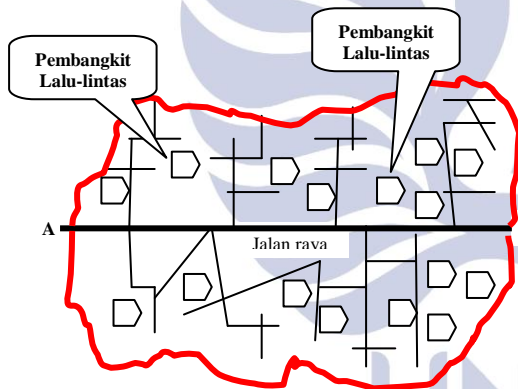 Pembangkit
Lalu-lintas
Pembangkit
Lalu-lintas
A
Jalan raya